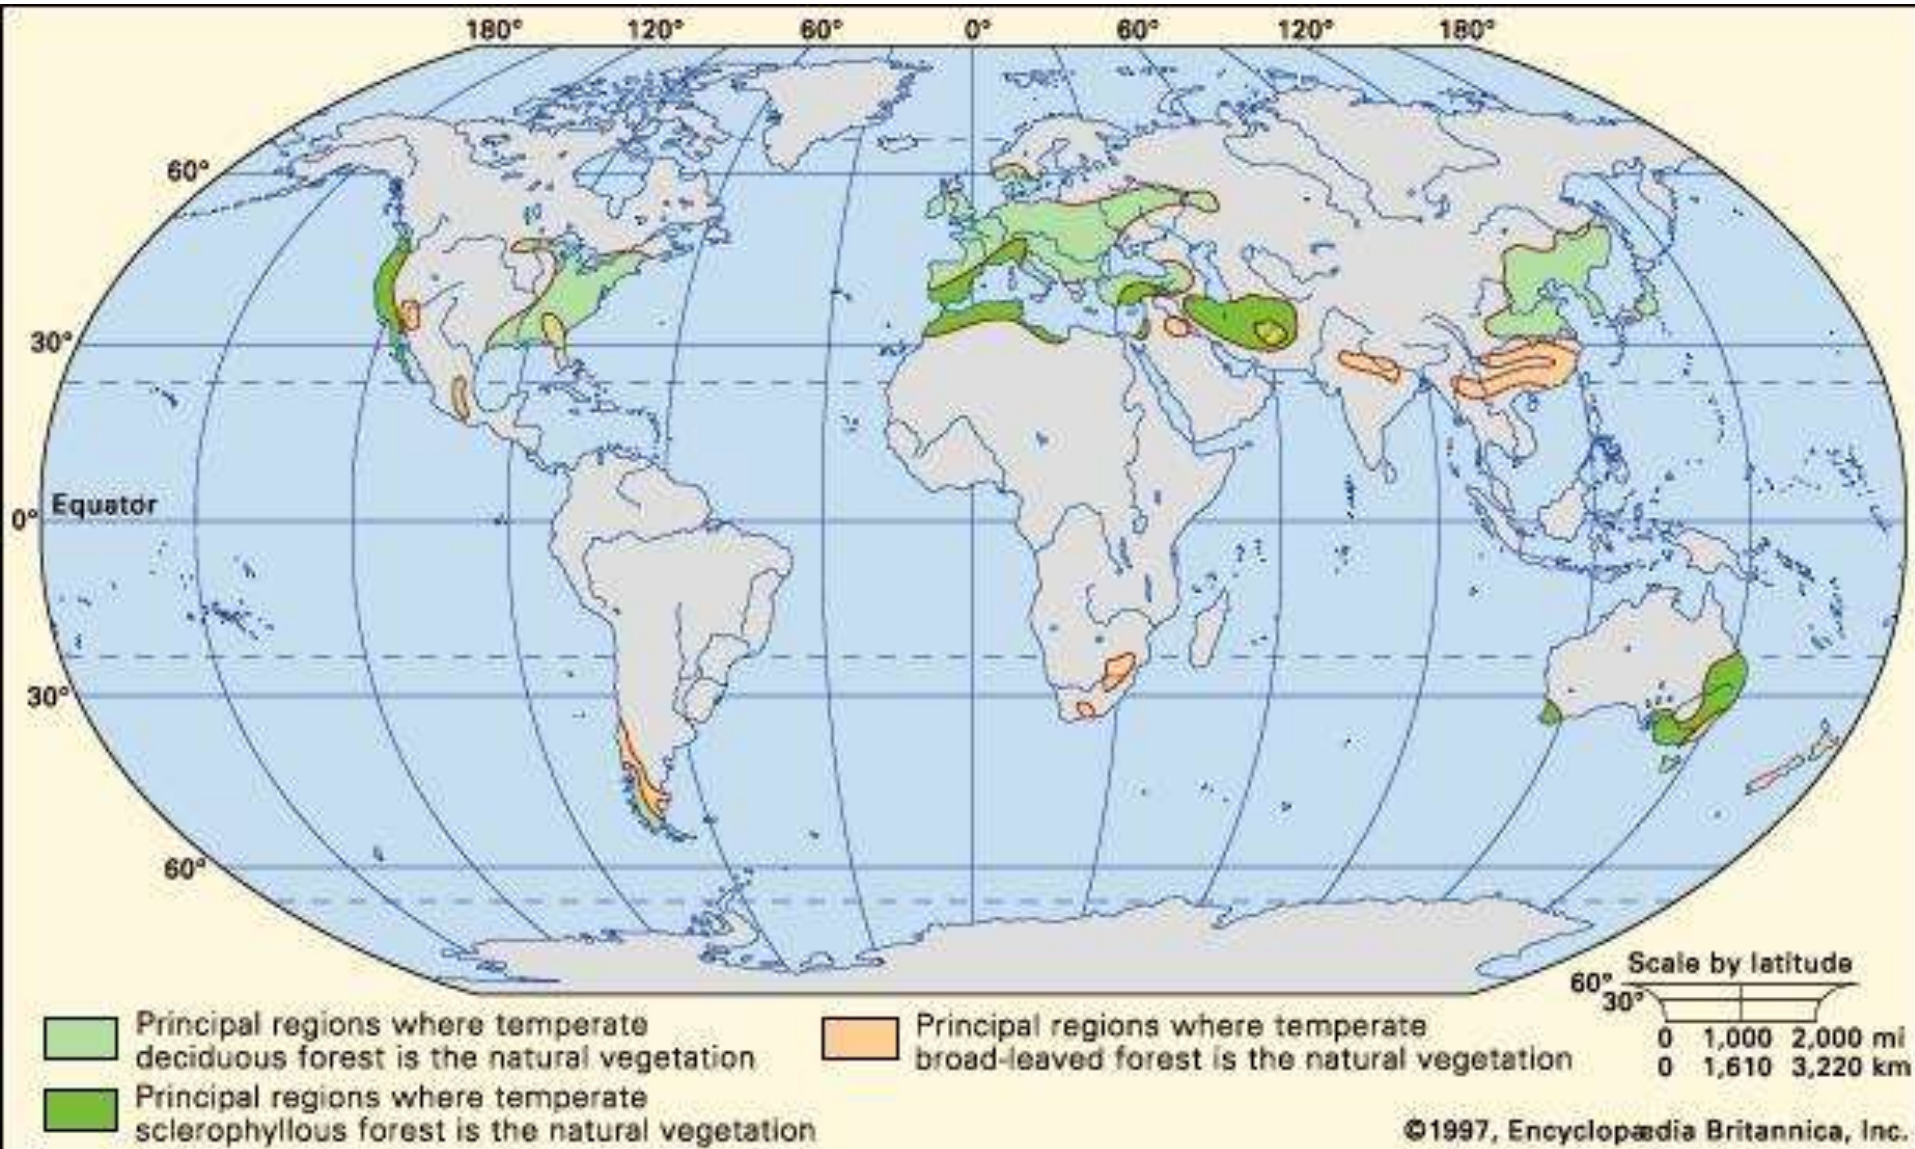 180° 120° 60° 0° 60° 120° 180°
60°
30°
Equator
0°
30°
60°
Scale by latitude
60°
30°
0 1,000 2,000 mi
0 1,610 3,220 km
Principal regions where temperate
deciduous forest is the natural vegetation
Principal regions where temperate
sclerophyllous forest is the natural vegetation
Principal regions where temperate
broad-leaved forest is the natural vegetation
©1997, Encyclopædia Britannica, Inc.